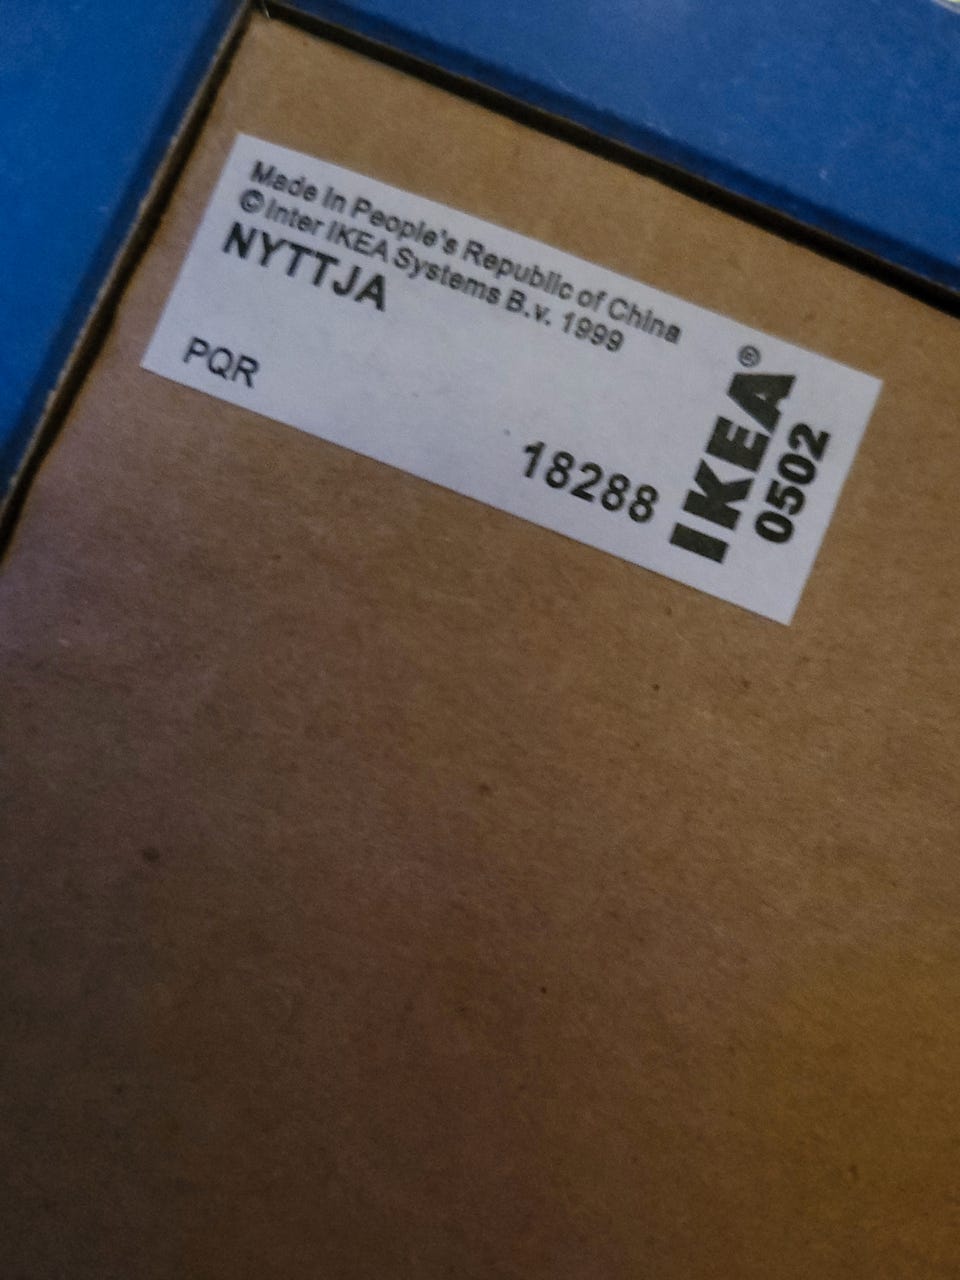 Made In People's Republic of China
©Inter IKEA Systems B.v. 1999
NYTTJA
PQR
18288
IKEA®
0502